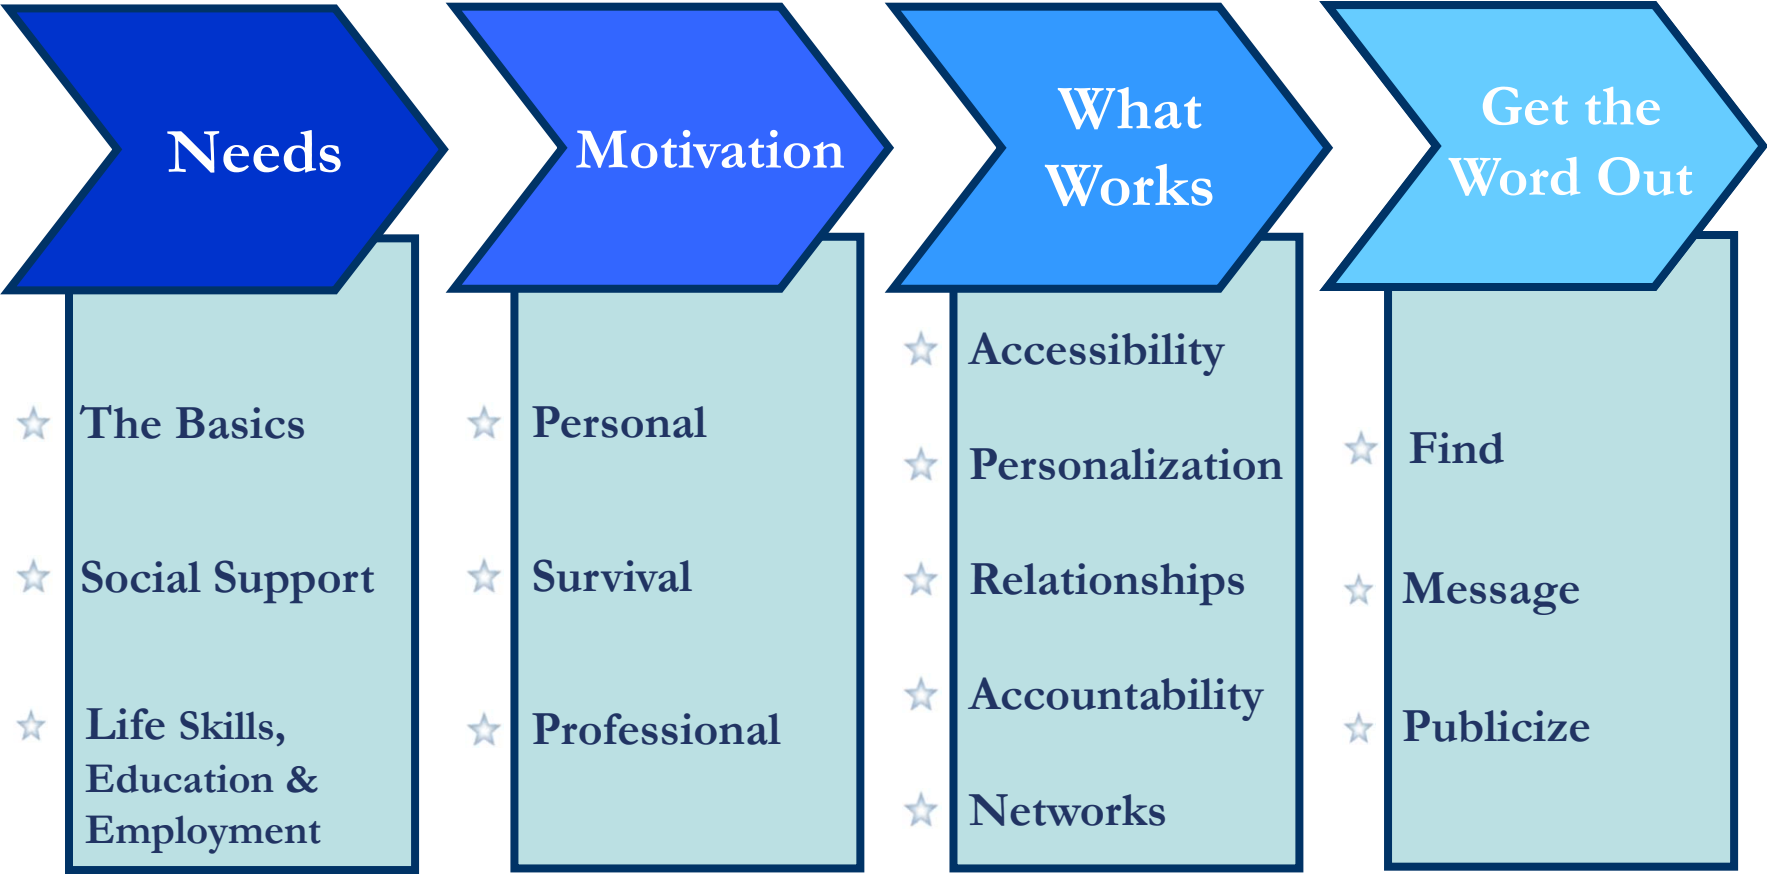 Needs
The Basics
Social Support
Life Skills,
Education &
Employment
Motivation
Personal
Survival
Professional
What
Works
Accessibility
Personalization
Relationships
Accountability
Networks
Get the
Word Out
Find
Message
Publicize